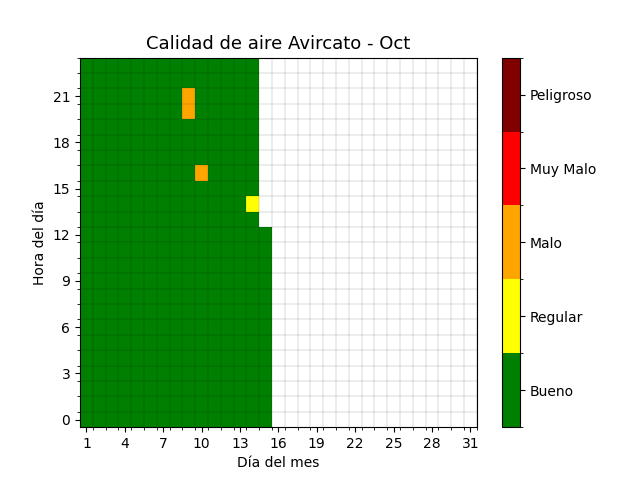 Calidad de aire Avircato - Oct
Hora del día
21
18
15
12
9
6
3
0
1 4 7 10 13 16 19 22 25 28 31
Día del mes
Peligroso
Muy Malo
Malo
Regular
Bueno